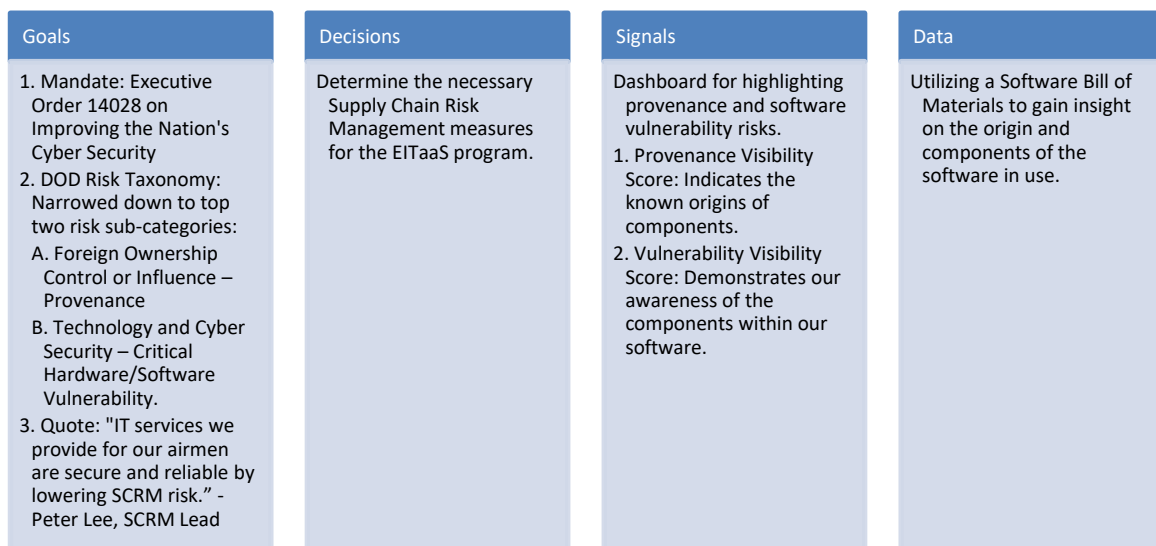 Goals
1. Mandate: Executive
Order 14028 on
Improving the Nation's
Cyber Security
2. DOD Risk Taxonomy:
Narrowed down to top
two risk sub-categories:
A. Foreign Ownership
Control or Influence –
Provenance
B. Technology and Cyber
Security – Critical
Hardware/Software
Vulnerability.
3. Quote: "IT services we
provide for our airmen
are secure and reliable by
lowering SCRM risk.” -
Peter Lee, SCRM Lead
Decisions
Determine the necessary
Supply Chain Risk
Management measures
for the EITaaS program.
Signals
Dashboard for highlighting
provenance and software
vulnerability risks.
1. Provenance Visibility
Score: Indicates the
known origins of
components.
2. Vulnerability Visibility
Score: Demonstrates our
awareness of the
components within our
software.
Data
Utilizing a Software Bill of
Materials to gain insight
on the origin and
components of the
software in use.